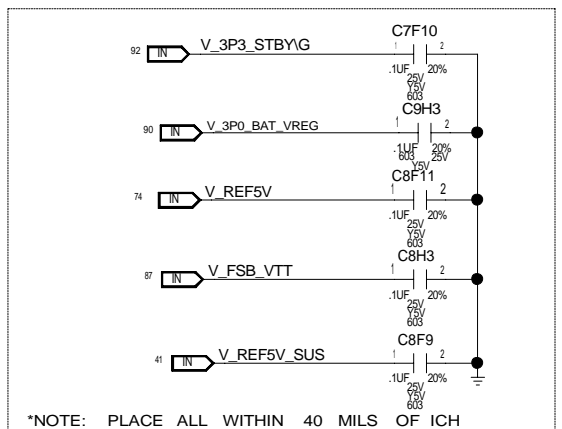 C7F10
92 IN V_3P3_STBY\G 1 2
.1UF 20%
25V
Y5V
603
C9H3
90 IN V_3P0_BAT_VREG 1 2
.1UF 20%
603 25V
Y5V
C8F11
74 IN V_REF5V 1 2
.1UF 20%
25V
Y5V
603
C8H3
87 IN V_FSB_VTT 1 2
.1UF 20%
25V
Y5V
603
C8F9
41 IN V_REF5V_SUS 1 2
.1UF 20%
25V
Y5V
603
*NOTE: PLACE ALL WITHIN 40 MILS OF ICH